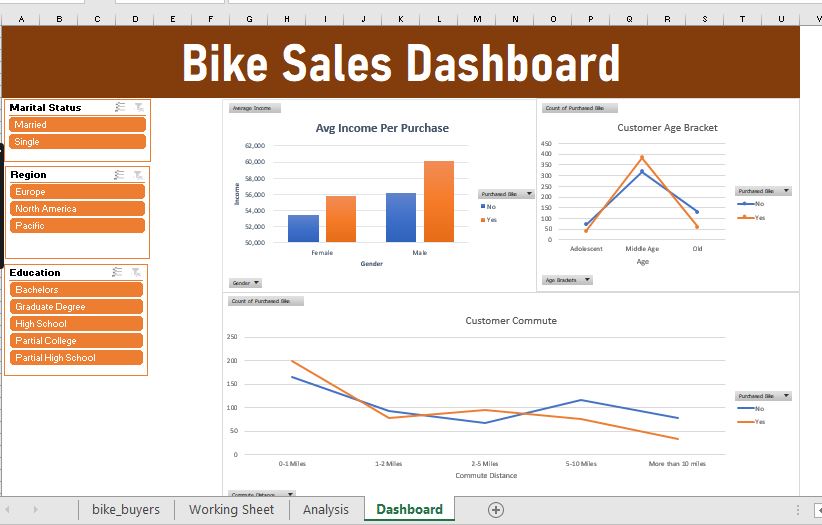 A B C D E F G H I J K L M N O P Q R S T U V
Bike Sales Dashboard
Marital Status
Married
Single
Region
Europe
North America
Pacific
Education
Bachelors
Graduate Degree
High School
Partial College
Partial High School
Average Income
Avg Income Per Purchase
62,000
60,000
58,000
56,000
54,000
52,000
50,000
Income
Female Male
Gender
Purchased Bike
No
Yes
Gender
Count of Purchased Bike
Customer Age Bracket
450
400
350
300
250
200
150
100
50
0
Adolescent Middle Age Old
Age
Purchased Bike
No
Yes
Age Brackets
Count of Purchased Bike
Customer Commute
250
200
150
100
50
0
0-1 Miles 1-2 Miles 2-5 Miles 5-10 Miles More than 10 miles
Commute Distance
Purchased Bike
No
Yes
Commute Distance
bike_buyers Working Sheet Analysis Dashboard